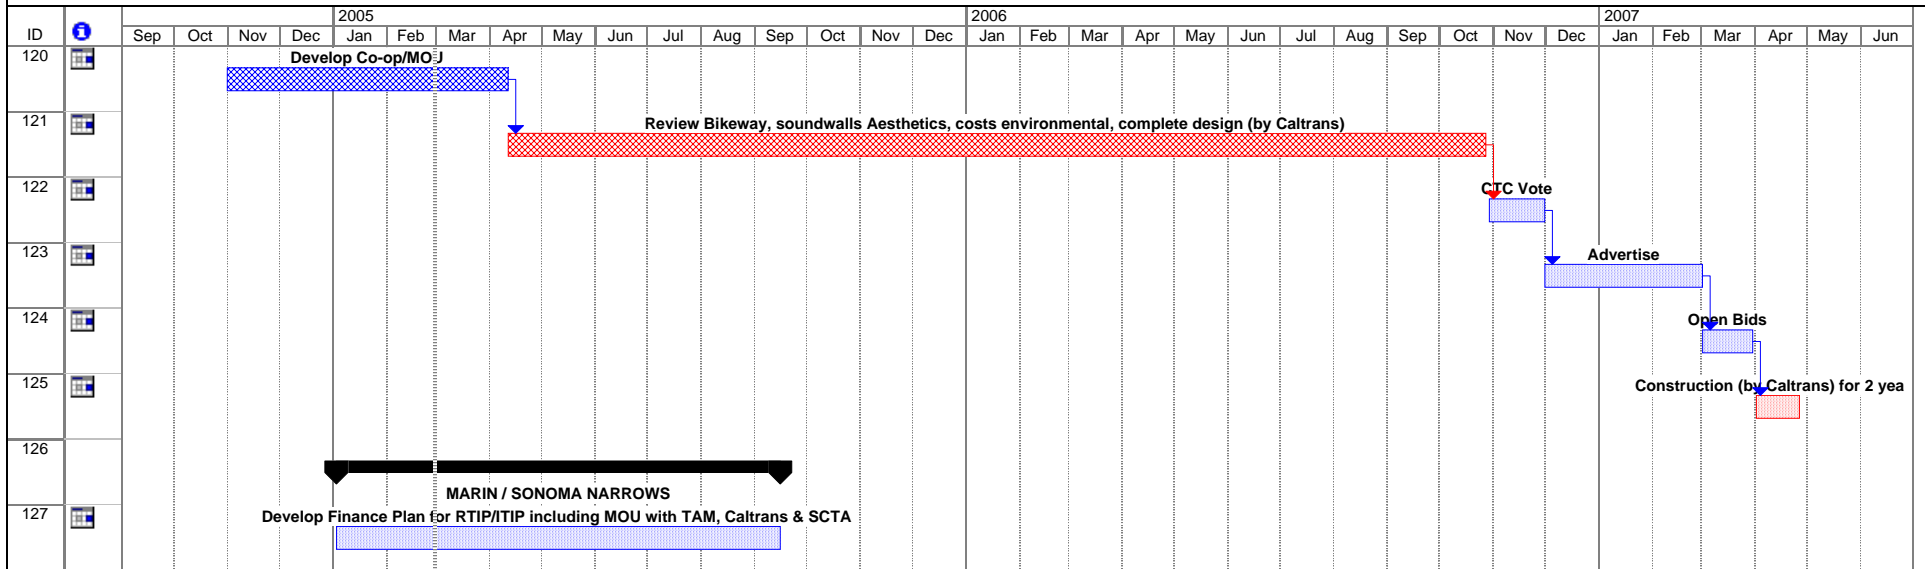 2005 2006 2007
ID Sep Oct Nov Dec Jan Feb Mar Apr May Jun Jul Aug Sep Oct Nov Dec Jan Feb Mar Apr May Jun Jul Aug Sep Oct Nov Dec Jan Feb Mar Apr May Jun
120 Develop Co-op/MOU
121 Review Bikeway, soundwalls Aesthetics, costs environmental, complete design (by Caltrans)
122 CTC Vote
123 Advertise
124 Open Bids
125 Construction (by Caltrans) for 2 yea
126
MARIN / SONOMA NARROWS
127 Develop Finance Plan for RTIP/ITIP including MOU with TAM, Caltrans & SCTA